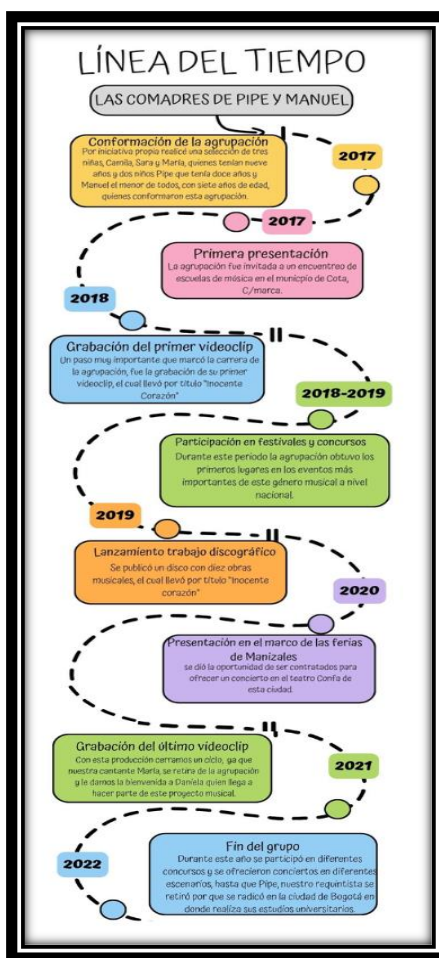 LÍNEA DEL TIEMPO
LAS COMADRES DE PIPE Y MANUEL
Conformación de la agrupación
Por iniciativa propia realicé una selección de tres
niñas, Camila, Sara y María, quienes tenían nueve
años y dos niños Pipe que tenía doce años y
Manuel el menor de todos, con siete años de edad,
quienes conformaron esta agrupación.
2017
2017
Primera presentación
La agrupación fue invitada a un encuentro de
escuelas de música en el municpio de Cota,
C/marca.
2018
Grabación del primer videoclip
Un paso muy importante que marcó la carrera de
la agrupación, fue la grabación de su primer
videoclip, el cual llevó por título "Inocente
Corazón"
2018-2019
Participación en festivales y concursos
Durante este periodo la agrupación obtuvo los
primeros lugares en los eventos más
importantes de este género musical a nivel
nacional.
2019
Lanzamiento trabajo discográfico
Se publicó un disco con diez obras
musicales, el cual llevó por título "Inocente
corazón"
2020
Presentación en el marco de las ferias
de Manizales
se dió la oportunidad de ser contratados para
ofrecer un concierto en el teatro Confa de
esta ciudad.
Grabación del último videoclip
Con esta producción cerramos un ciclo, ya que
nuestra cantante María, se retira de la agrupación
y le damos la bienvenida a Daniela quien llega a
hacer parte de este proyecto musical.
2021
2022
Fin del grupo
Durante este año se participó en diferentes
concursos y se ofrecieron conciertos en diferentes
escenarios, hasta que Pipe, nuestro requintista se
retiró por que se radicó en la ciudad de Bogotá en
donde realiza sus estudios universitarios.